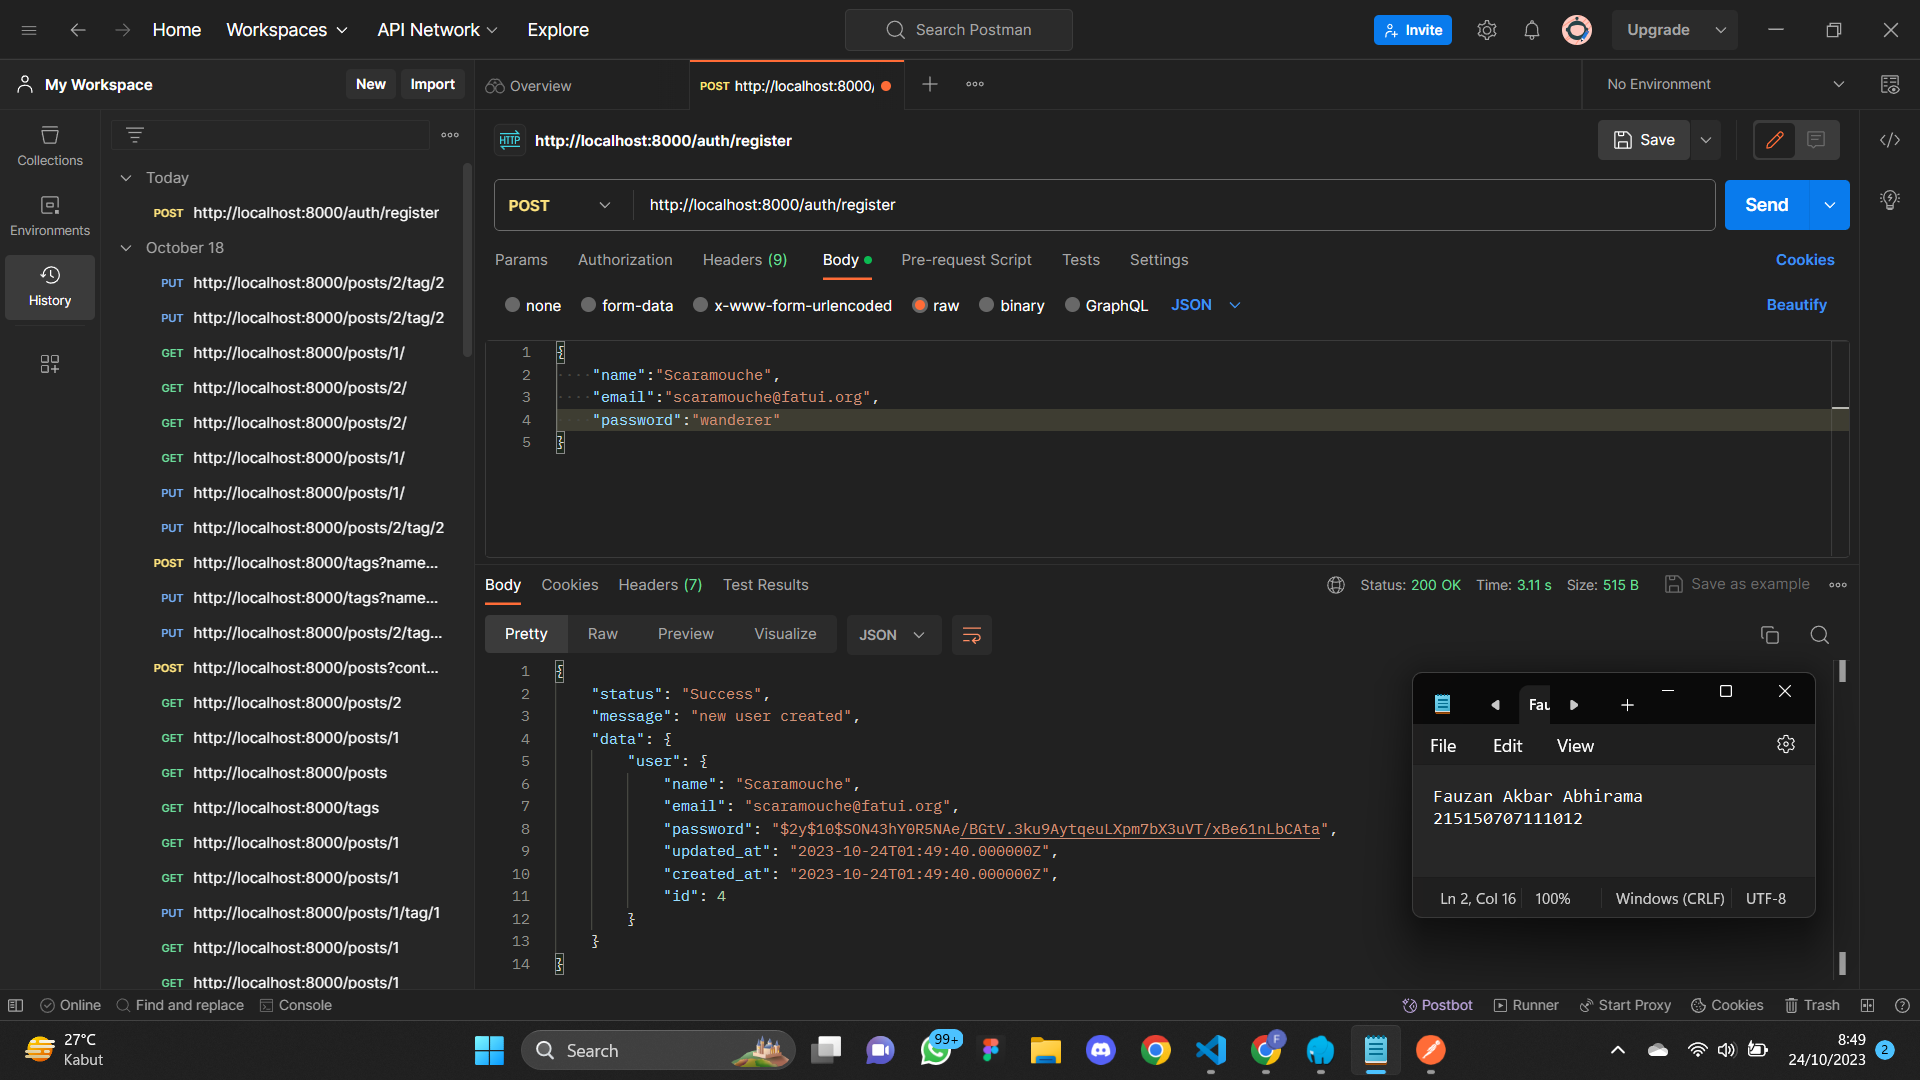 Home
Workspaces
API Network
Explore
Search Postman
Invite
Upgrade
My Workspace
New
Import
Overview
POST http://localhost:8000/
No Environment
Collections
Environments
History
Today
POST http://localhost:8000/auth/register
October 18
PUT http://localhost:8000/posts/2/tag/2
PUT http://localhost:8000/posts/2/tag/2
GET http://localhost:8000/posts/1/
GET http://localhost:8000/posts/2/
GET http://localhost:8000/posts/2/
GET http://localhost:8000/posts/1/
PUT http://localhost:8000/posts/1/
PUT http://localhost:8000/posts/2/tag/2
POST http://localhost:8000/tags?name...
PUT http://localhost:8000/tags?name...
PUT http://localhost:8000/posts/2/tag...
POST http://localhost:8000/posts?cont...
GET http://localhost:8000/posts/2
GET http://localhost:8000/posts/1
GET http://localhost:8000/posts
GET http://localhost:8000/tags
GET http://localhost:8000/posts/1
GET http://localhost:8000/posts/1
PUT http://localhost:8000/posts/1/tag/1
GET http://localhost:8000/posts/1
GET http://localhost:8000/posts/1
HTTP http://localhost:8000/auth/register
Save
POST
http://localhost:8000/auth/register
Send
Params
Authorization
Headers (9)
Body
Pre-request Script
Tests
Settings
Cookies
none
form-data
x-www-form-urlencoded
raw
binary
GraphQL
JSON
Beautify
1 {
2 "name":"Scaramouche",
3 "email":"scaramouche@fatui.org",
4 "password":"wanderer"
5 }
Body
Cookies
Headers (7)
Test Results
Status: 200 OK
Time: 3.11 s
Size: 515 B
Save as example
Pretty
Raw
Preview
Visualize
JSON
1 {
2 "status": "Success",
3 "message": "new user created",
4 "data": {
5 "user": {
6 "name": "Scaramouche",
7 "email": "scaramouche@fatui.org",
8 "password": "$2y$10$SON43hY0R5NAe/BGtV.3ku9AytqeuLXpm7bX3uVT/xBe61nLbCAta",
9 "updated_at": "2023-10-24T01:49:40.000000Z",
10 "created_at": "2023-10-24T01:49:40.000000Z",
11 "id": 4
12 }
13 }
14 }
Fau
File
Edit
View
Fauzan Akbar Abhirama
215150707111012
Ln 2, Col 16
100%
Windows (CRLF)
UTF-8
Online
Find and replace
Console
Postbot
Runner
Start Proxy
Cookies
Trash
27°C
Kabut
Search
99+
F
8:49
24/10/2023
2